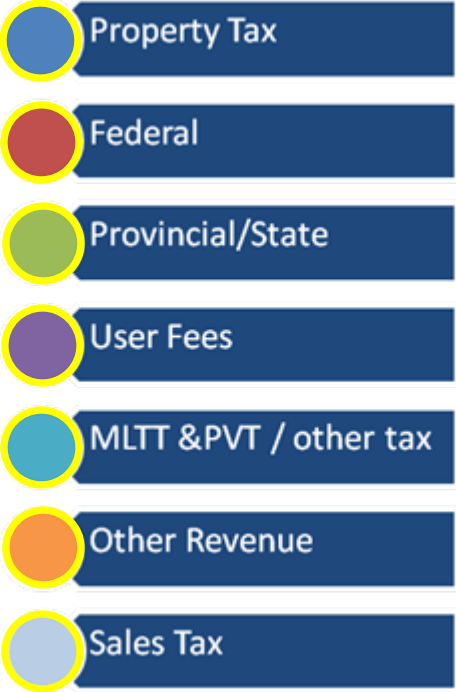 Property Tax
Federal
Provincial/State
User Fees
MLTT &PVT / other tax
Other Revenue
Sales Tax